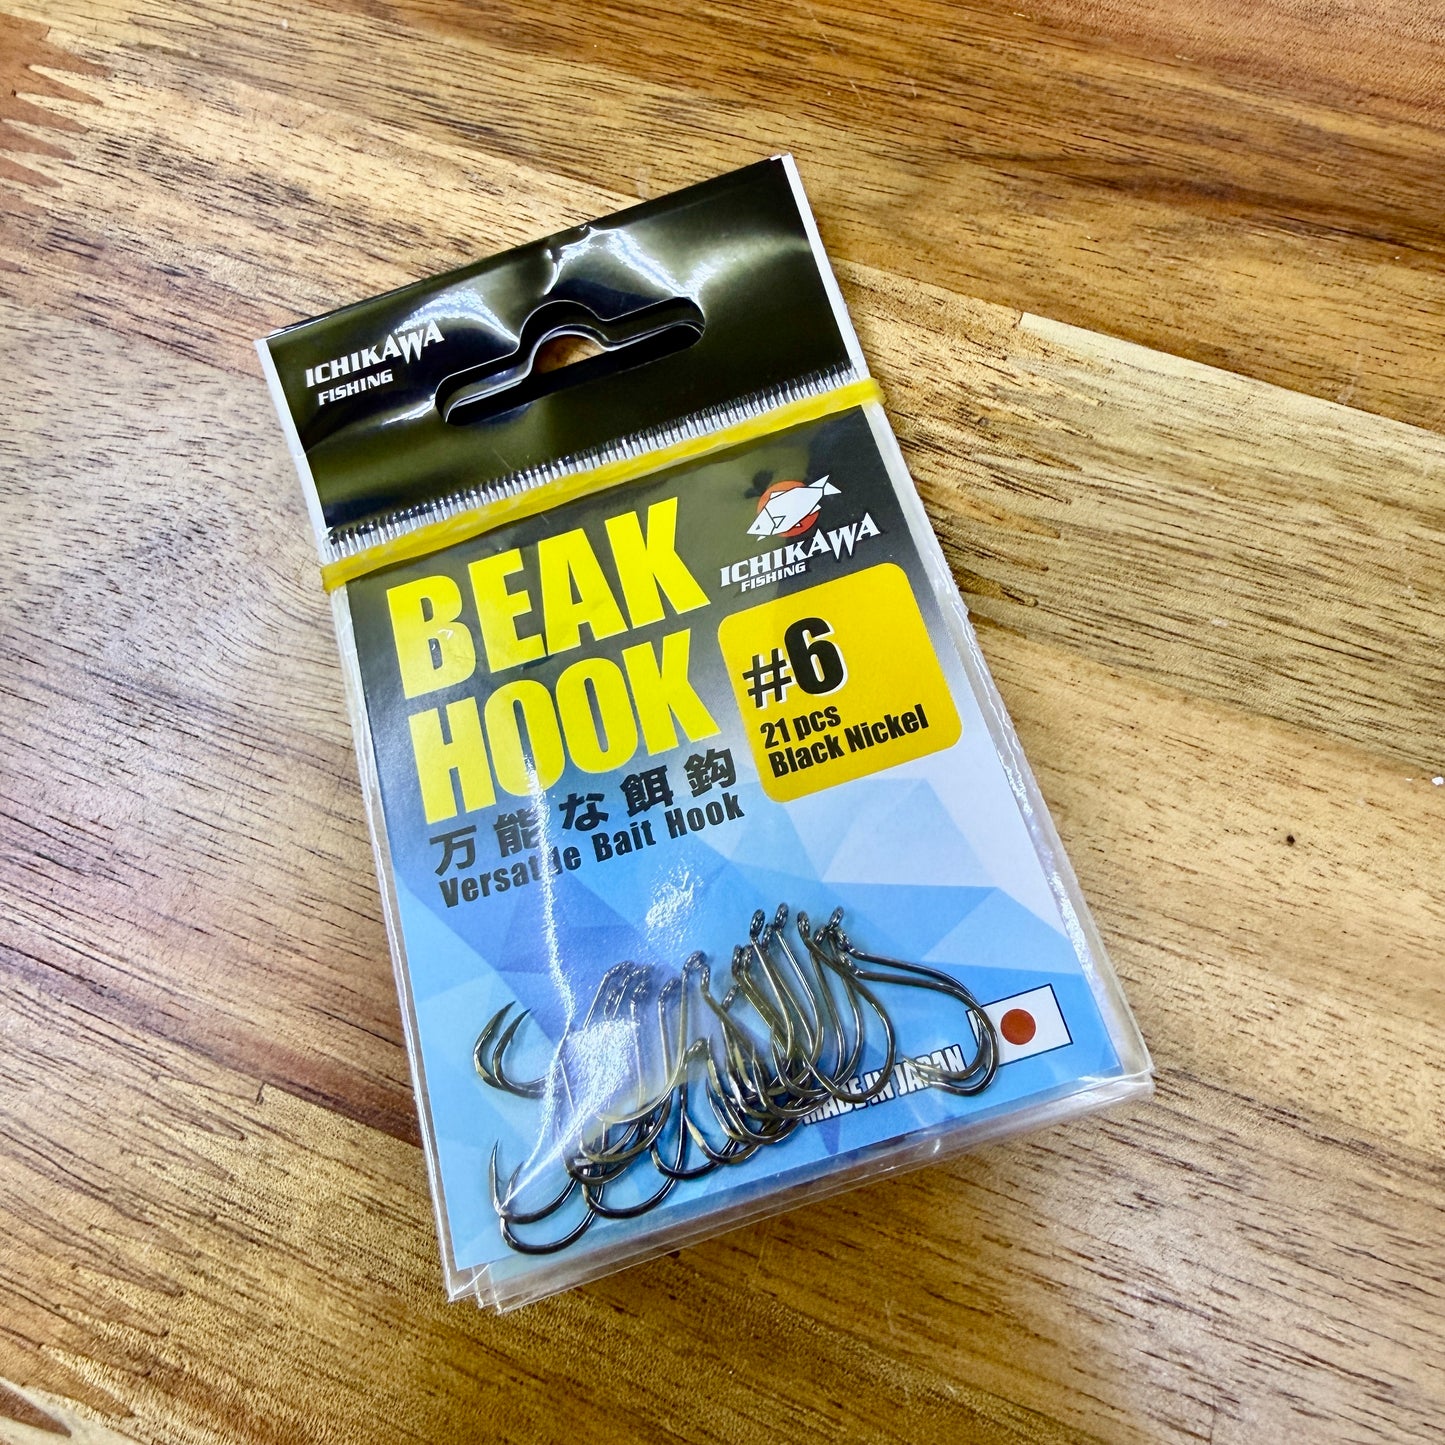 ICHIKAWA
FISHING
ICHIKAWA
FISHING
BEAK
HOOK
#6
21 pcs
Black Nickel
万能な餌鈎
Versatile Bait Hook
MADE IN JAPAN